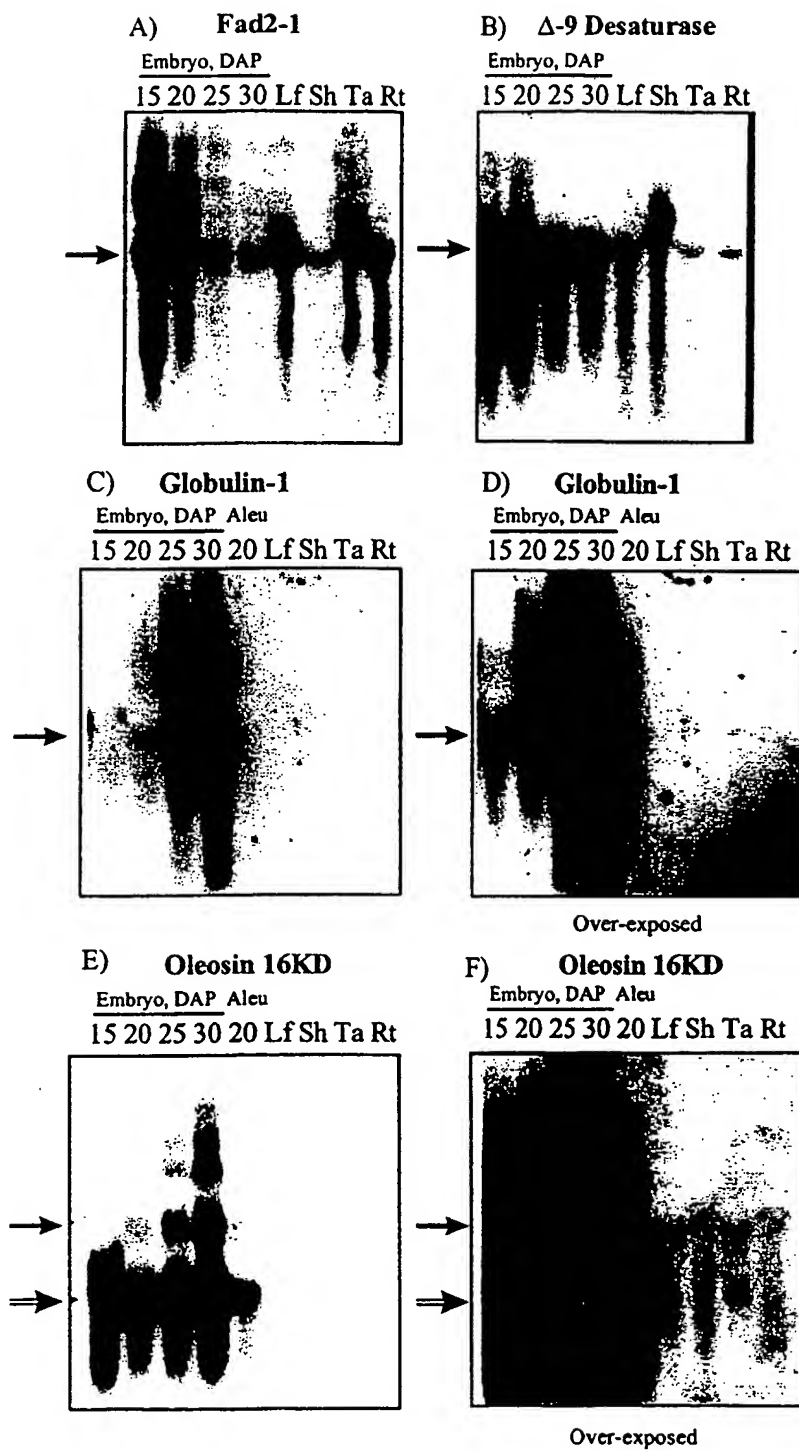 A) Fad2-1
Embryo, DAP
15 20 25 30 Lf Sh Ta Rt
B) Δ-9 Desaturase
Embryo, DAP
15 20 25 30 Lf Sh Ta Rt
C) Globulin-1
Embryo, DAP Aleu
15 20 25 30 20 Lf Sh Ta Rt
D) Globulin-1
Embryo, DAP Aleu
15 20 25 30 20 Lf Sh Ta Rt
Over-exposed
E) Oleosin 16KD
Embryo, DAP Aleu
15 20 25 30 20 Lf Sh Ta Rt
F) Oleosin 16KD
Embryo, DAP Aleu
15 20 25 30 20 Lf Sh Ta Rt
Over-exposed